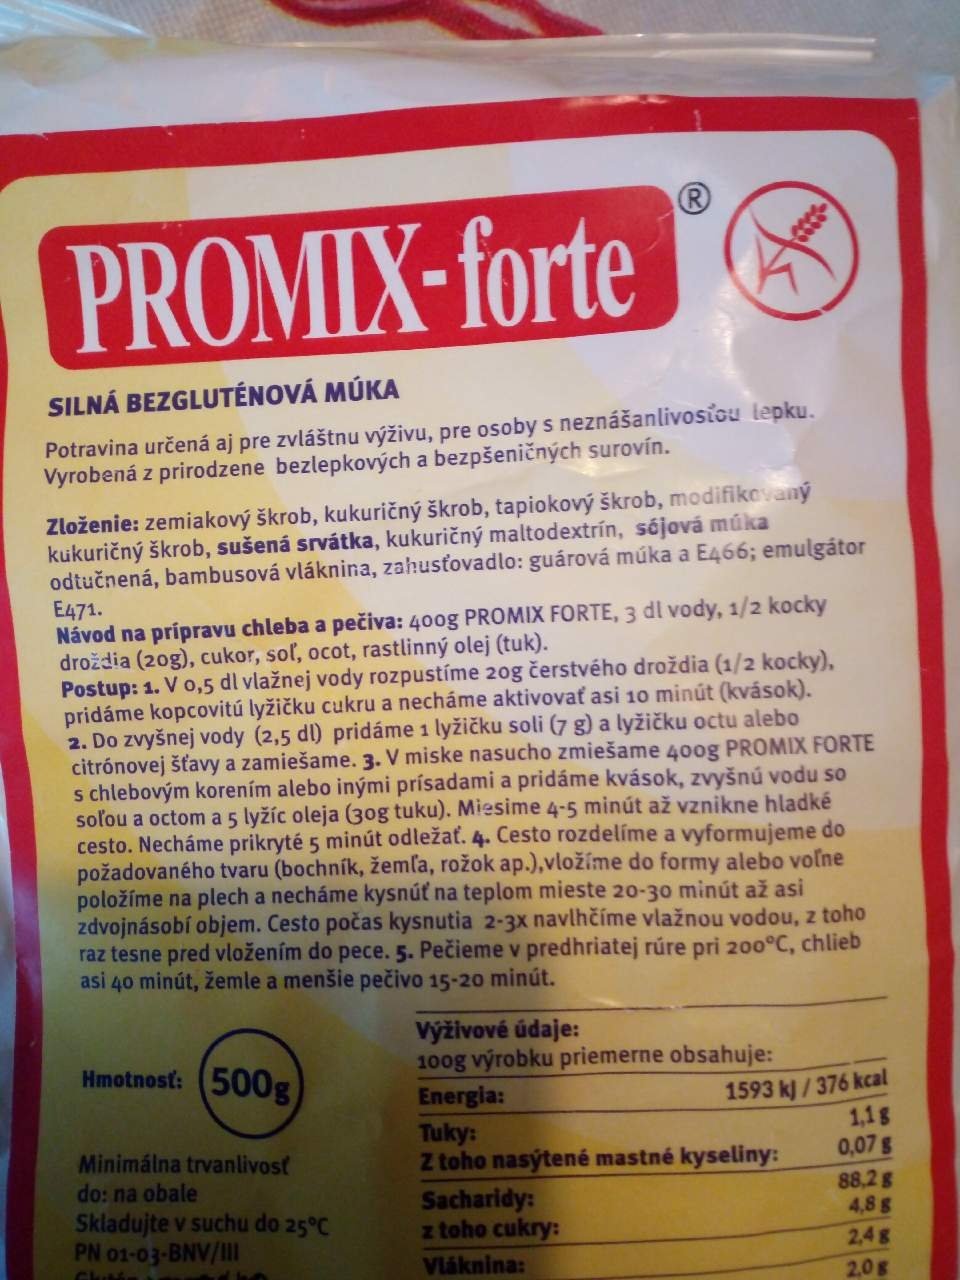 PROMIX-forte ®
SILNÁ BEZGLUTÉNOVÁ MÚKA
Potravina určená aj pre zvláštnu výživu, pre osoby s neznášanlivosťou lepku.
Vyrobená z prirodzene bezlepkových a bezpšeničných surovín.
Zloženie: zemiakový škrob, kukuričný škrob, tapiokový škrob, modifikovaný
kukuričný škrob, sušená srvátka, kukuričný maltodextrín, sójová múka
odtučnená, bambusová vláknina, zahusťovadlo: guárová múka a E466; emulgátor
E471.
Návod na prípravu chleba a pečiva: 400g PROMIX FORTE, 3 dl vody, 1/2 kocky
droždia (20g), cukor, soľ, ocot, rastlinný olej (tuk).
Postup: 1. V 0,5 dl vlažnej vody rozpustíme 20g čerstvého droždia (1/2 kocky),
pridáme kopcovitú lyžičku cukru a necháme aktivovať asi 10 minút (kvások).
2. Do zvyšnej vody (2,5 dl) pridáme 1 lyžičku soli (7 g) a lyžičku octu alebo
citrónovej šťavy a zamiešame. 3. V miske nasucho zmiešame 400g PROMIX FORTE
s chlebovým korením alebo inými prísadami a pridáme kvások, zvyšnú vodu so
soľou a octom a 5 lyžíc oleja (30g tuku). Miesime 4-5 minút až vznikne hladké
cesto. Necháme prikryté 5 minút odležať. 4. Cesto rozdelíme a vyformujeme do
požadovaného tvaru (bochník, žemľa, rožok ap.),vložíme do formy alebo voľne
položíme na plech a necháme kysnúť na teplom mieste 20-30 minút až asi
zdvojnásobí objem. Cesto počas kysnutia 2-3x navlhčíme vlažnou vodou, z toho
raz tesne pred vložením do pece. 5. Pečieme v predhriatej rúre pri 200°C, chlieb
asi 40 minút, žemle a menšie pečivo 15-20 minút.
Hmotnosť: 500g
Minimálna trvanlivosť
do: na obale
Skladujte v suchu do 25°C
PN 01-03-BNV/III
Výživové údaje:
100g výrobku priemerne obsahuje:
Energia: 1593 kJ / 376 kcal
Tuky: 1,1 g
Z toho nasýtené mastné kyseliny: 0,07 g
Sacharidy: 88,2 g
z toho cukry: 4,8 g
Vláknina: 2,4 g
2,0 g